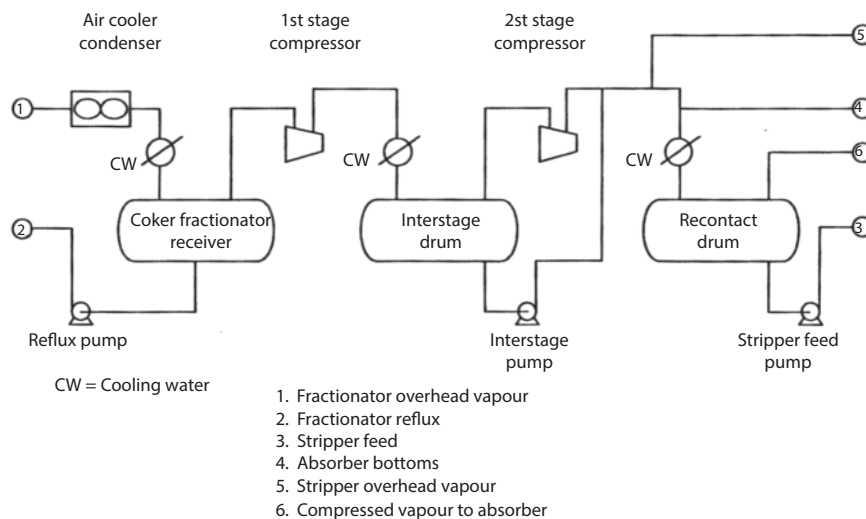 Air cooler
condenser
1st stage
compressor
2st stage
compressor
5
1
4
CW
CW
CW
6
Coker fractionator
receiver
Interstage
drum
Recontact
drum
2
3
Reflux pump
Interstage
pump
Stripper feed
pump
CW = Cooling water
1. Fractionator overhead vapour
2. Fractionator reflux
3. Stripper feed
4. Absorber bottoms
5. Stripper overhead vapour
6. Compressed vapour to absorber